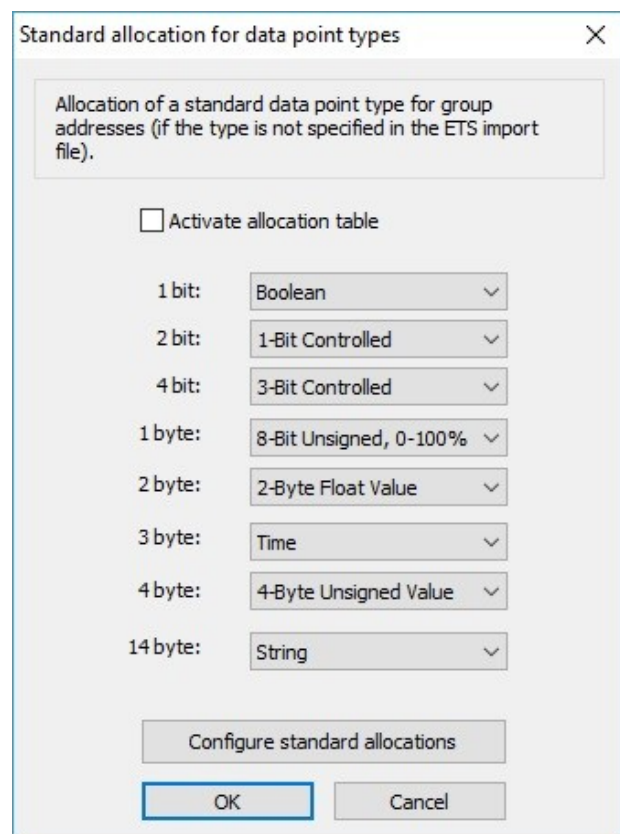 Standard allocation for data point types
Allocation of a standard data point type for group
addresses (if the type is not specified in the ETS import
file).
Activate allocation table
1 bit: Boolean
2 bit: 1-Bit Controlled
4 bit: 3-Bit Controlled
1 byte: 8-Bit Unsigned, 0-100%
2 byte: 2-Byte Float Value
3 byte: Time
4 byte: 4-Byte Unsigned Value
14 byte: String
Configure standard allocations
OK Cancel